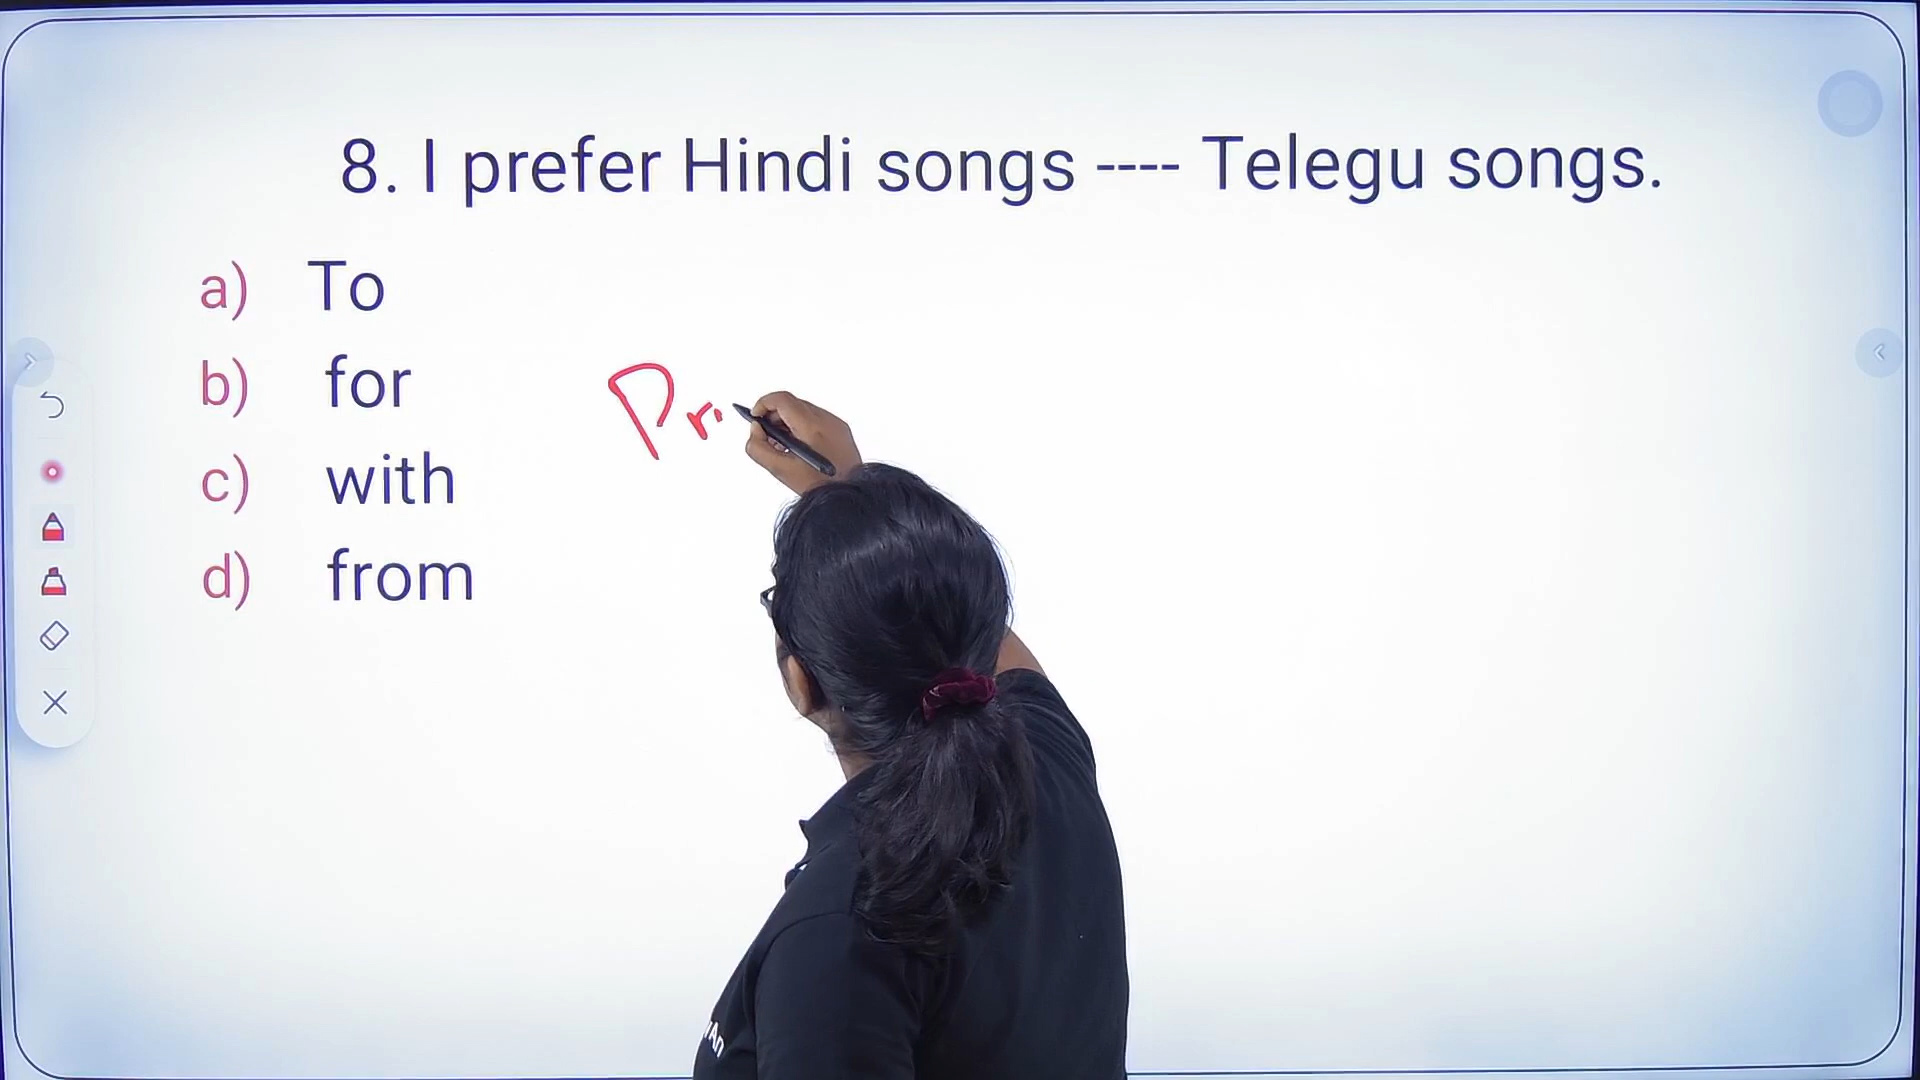 8. I prefer Hindi songs ---- Telegu songs.
a) To
b) for
c) with
d) from
Pr